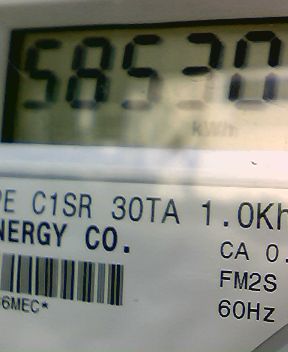 58530
kWh
PE C1SR 30TA 1.0Kh
NERGY CO.
CA 0.
FM2S
6MEC*
60Hz